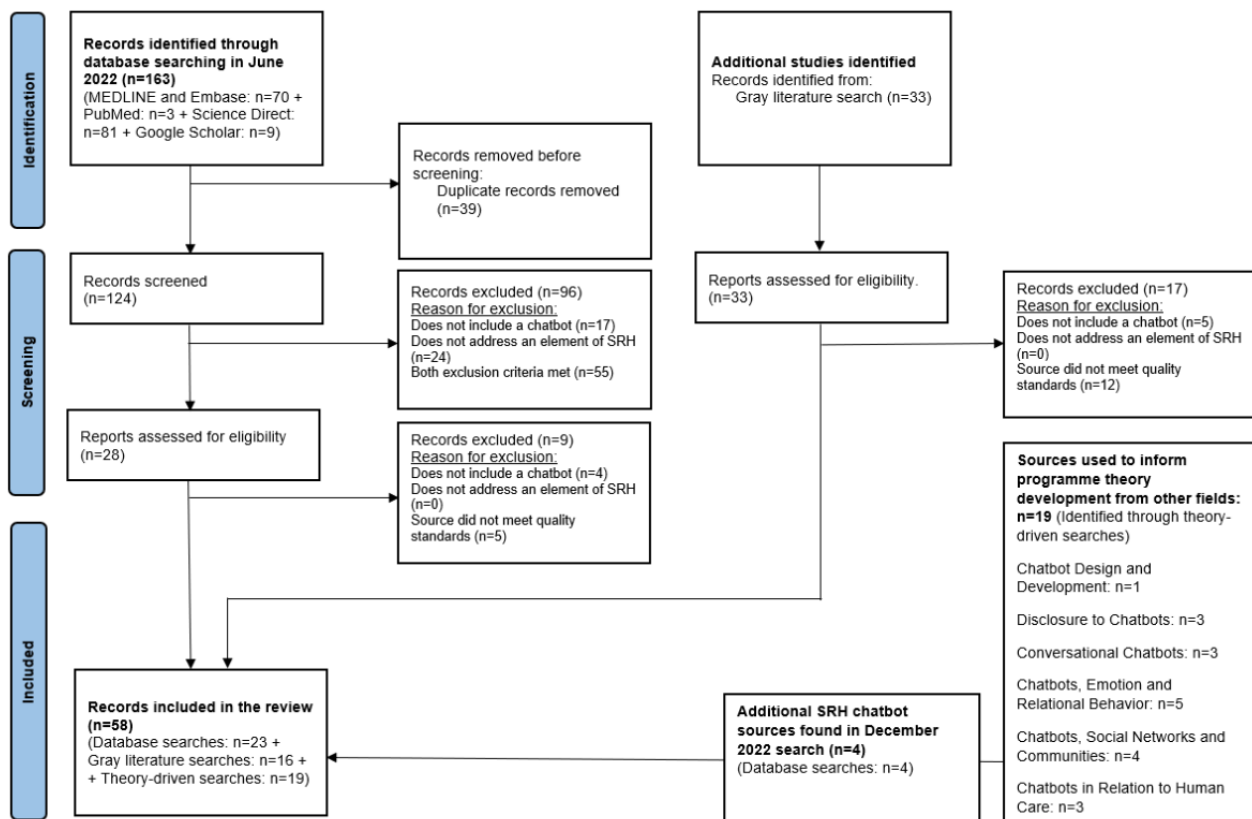 Identification
Records identified through
database searching in June
2022 (n=163)
(MEDLINE and Embase: n=70 +
PubMed: n=3 + Science Direct:
n=81 + Google Scholar: n=9)
Additional studies identified
Records identified from:
Gray literature search (n=33)
Records removed before
screening:
Duplicate records removed
(n=39)
Screening
Records screened
(n=124)
Records excluded (n=96)
Reason for exclusion:
Does not include a chatbot (n=17)
Does not address an element of SRH
(n=24)
Both exclusion criteria met (n=55)
Reports assessed for eligibility.
(n=33)
Records excluded (n=17)
Reason for exclusion:
Does not include a chatbot (n=5)
Does not address an element of SRH
(n=0)
Source did not meet quality
standards (n=12)
Reports assessed for eligibility
(n=28)
Records excluded (n=9)
Reason for exclusion:
Does not include a chatbot (n=4)
Does not address an element of SRH
(n=0)
Source did not meet quality
standards (n=5)
Sources used to inform
programme theory
development from other fields:
n=19 (Identified through theory-
driven searches)
Chatbot Design and
Development: n=1
Disclosure to Chatbots: n=3
Conversational Chatbots: n=3
Chatbots, Emotion and
Relational Behavior: n=5
Chatbots, Social Networks and
Communities: n=4
Chatbots in Relation to Human
Care: n=3
Included
Records included in the review
(n=58)
(Database searches: n=23 +
Gray literature searches: n=16 +
+ Theory-driven searches: n=19)
Additional SRH chatbot
sources found in December
2022 search (n=4)
(Database searches: n=4)